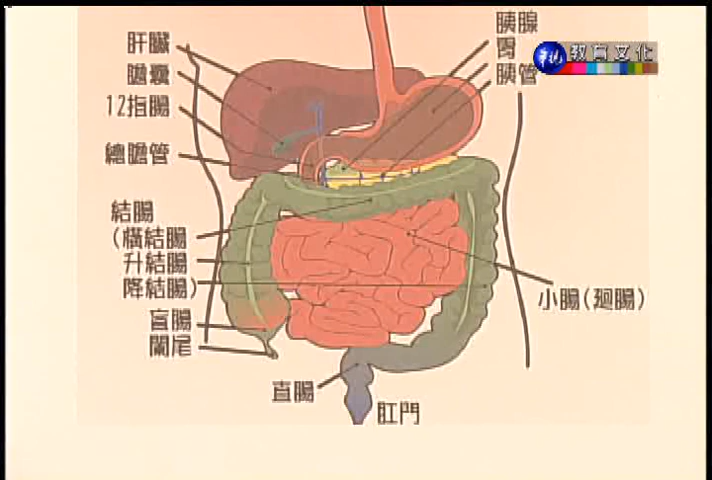 胰腺
胃
胰管
教育文化
肝臟
膽囊
12指腸
總膽管
結腸
(橫結腸
升結腸
降結腸)
盲腸
闌尾
小腸(廻腸)
直腸
肛門